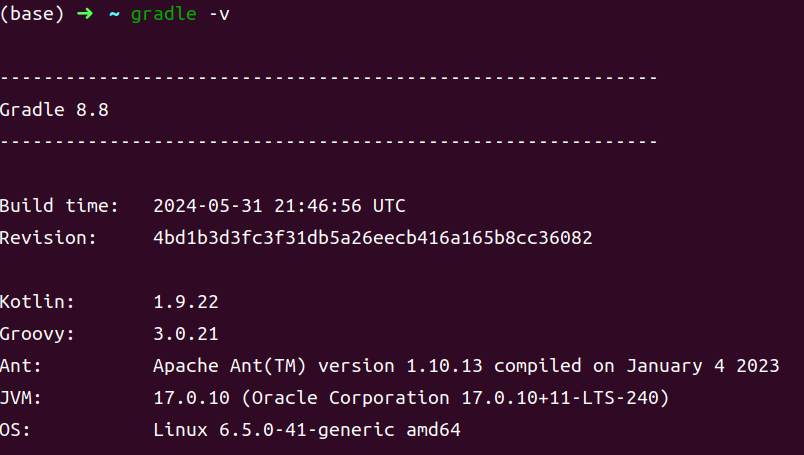 (base) ➜ ~ gradle -v
------------------------------------------------------------
Gradle 8.8
------------------------------------------------------------
Build time:   2024-05-31 21:46:56 UTC
Revision:     4bd1b3d3fc3f31db5a26eecb416a165b8cc36082
Kotlin:       1.9.22
Groovy:       3.0.21
Ant:          Apache Ant(TM) version 1.10.13 compiled on January 4 2023
JVM:          17.0.10 (Oracle Corporation 17.0.10+11-LTS-240)
OS:           Linux 6.5.0-41-generic amd64